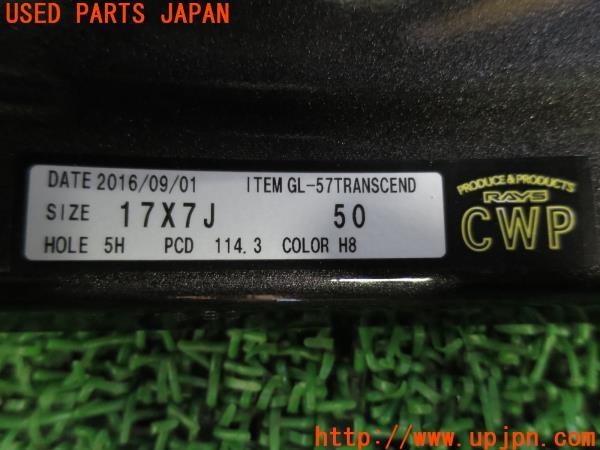 USED PARTS JAPAN
DATE 2016/09/01 ITEM GL-57TRANSCEND
SIZE 17X7J 50
HOLE 5H PCD 114.3 COLOR H8
PRODUCE & PRODUCTS
RAYS
CWP
http://www.upjpn.com